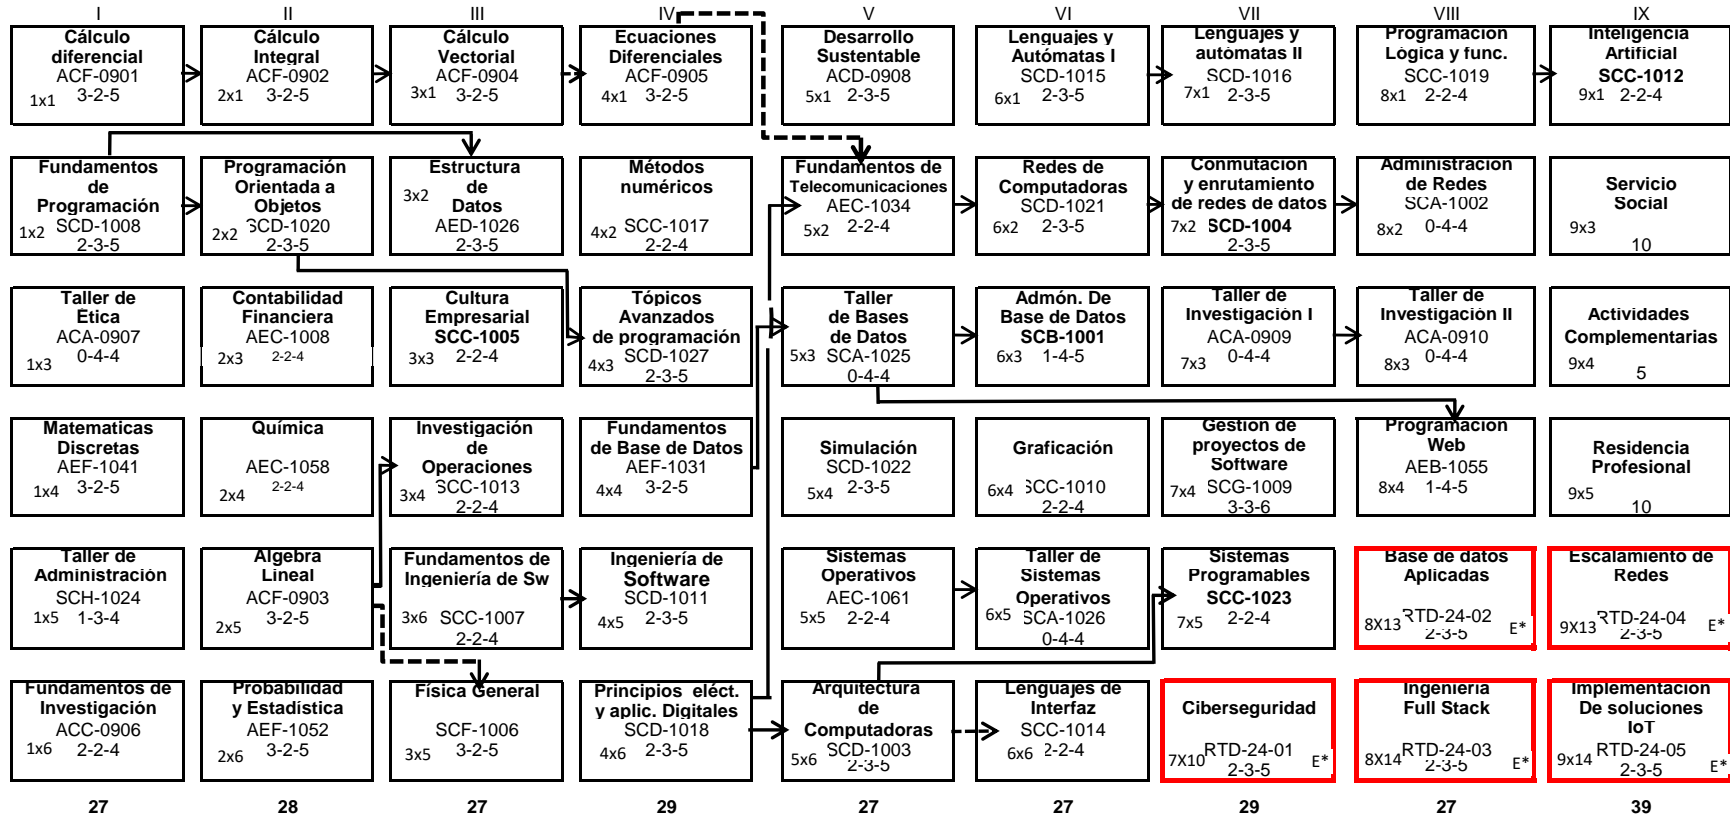 I II III IV V VI VII VIII IX
Cálculo
diferencial
ACF-0901
1x1 3-2-5
Cálculo
Integral
ACF-0902
2x1 3-2-5
Cálculo
Vectorial
ACF-0904
3x1 3-2-5
Ecuaciones
Diferenciales
ACF-0905
4x1 3-2-5
Desarrollo
Sustentable
ACD-0908
5x1 2-3-5
Lenguajes y
Autómatas I
SCD-1015
6x1 2-3-5
Lenguajes y
autómatas II
SCD-1016
7x1 2-3-5
Programación
Lógica y func.
SCC-1019
8x1 2-2-4
Inteligencia
Artificial
SCC-1012
9x1 2-2-4
Fundamentos
de
Programación
1x2 SCD-1008
2-3-5
Programación
Orientada a
Objetos
2x2 SCD-1020
2-3-5
Estructura
3x2 de
Datos
AED-1026
2-3-5
Métodos
numéricos
4x2 SCC-1017
2-2-4
Fundamentos de
Telecomunicaciones
AEC-1034
5x2 2-2-4
Redes de
Computadoras
SCD-1021
6x2 2-3-5
Conmutación
y enrutamiento
de redes de datos
7x2 SCD-1004
2-3-5
Administración
de Redes
SCA-1002
8x2 0-4-4
Servicio
Social
9x3
10
Taller de
Ética
ACA-0907
1x3 0-4-4
Contabilidad
Financiera
AEC-1008
2x3 2-2-4
Cultura
Empresarial
SCC-1005
3x3 2-2-4
Tópicos
Avanzados
de programación
4x3 SCD-1027
2-3-5
Taller
de Bases
de Datos
5x3 SCA-1025
0-4-4
Admón. De
Base de Datos
SCB-1001
6x3 1-4-5
Taller de
Investigación I
ACA-0909
7x3 0-4-4
Taller de
Investigación II
ACA-0910
8x3 0-4-4
Actividades
Complementarias
9x4 5
Matematicas
Discretas
AEF-1041
1x4 3-2-5
Química
AEC-1058
2x4 2-2-4
Investigación
de
Operaciones
3x4 SCC-1013
2-2-4
Fundamentos
de Base de Datos
AEF-1031
4x4 3-2-5
Simulación
SCD-1022
5x4 2-3-5
Graficación
6x4 SCC-1010
2-2-4
Gestión de
proyectos de
Software
7x4 SCG-1009
3-3-6
Programación
Web
AEB-1055
8x4 1-4-5
Residencia
Profesional
9x5
10
Taller de
Administración
SCH-1024
1x5 1-3-4
Álgebra
Lineal
ACF-0903
2x5 3-2-5
Fundamentos de
Ingeniería de Sw
3x6 SCC-1007
2-2-4
Ingeniería de
Software
SCD-1011
4x5 2-3-5
Sistemas
Operativos
AEC-1061
5x5 2-2-4
Taller de
Sistemas
Operativos
6x5 SCA-1026
0-4-4
Sistemas
Programables
SCC-1023
7x5 2-2-4
Base de datos
Aplicadas
8X13 RTD-24-02
2-3-5 E*
Escalamiento de
Redes
9X13 RTD-24-04
2-3-5 E*
Fundamentos de
Investigación
ACC-0906
1x6 2-2-4
Probabilidad
y Estadística
AEF-1052
2x6 3-2-5
Física General
SCF-1006
3x5 3-2-5
Principios eléct.
y aplic. Digitales
SCD-1018
4x6 2-3-5
Arquitectura
de
Computadoras
5x6 SCD-1003
2-3-5
Lenguajes de
Interfaz
SCC-1014
6x6 2-2-4
Ciberseguridad
7X10 RTD-24-01
2-3-5 E*
Ingeniería
Full Stack
8X14 RTD-24-03
2-3-5 E*
Implementación
De soluciones
IoT
9x14 RTD-24-05
2-3-5 E*
27 28 27 29 27 27 29 27 39